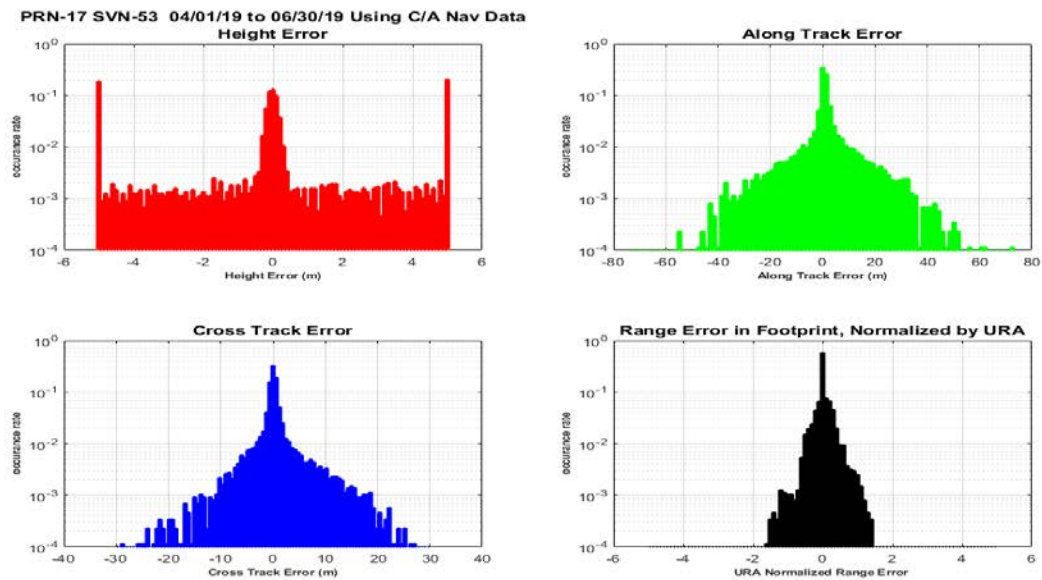 PRN-17 SVN-53 04/01/19 to 06/30/19 Using C/A Nav Data
Height Error
10^0
10^-1
10^-2
10^-3
10^-4
occurance rate
-6 -4 -2 0 2 4 6
Height Error (m)
Along Track Error
10^0
10^-1
10^-2
10^-3
10^-4
occurance rate
-80 -60 -40 -20 0 20 40 60 80
Along Track Error (m)
Cross Track Error
10^0
10^-1
10^-2
10^-3
10^-4
occurance rate
-40 -30 -20 -10 0 10 20 30 40
Cross Track Error (m)
Range Error in Footprint, Normalized by URA
10^0
10^-1
10^-2
10^-3
10^-4
occurance rate
-6 -4 -2 0 2 4 6
URA Normalized Range Error